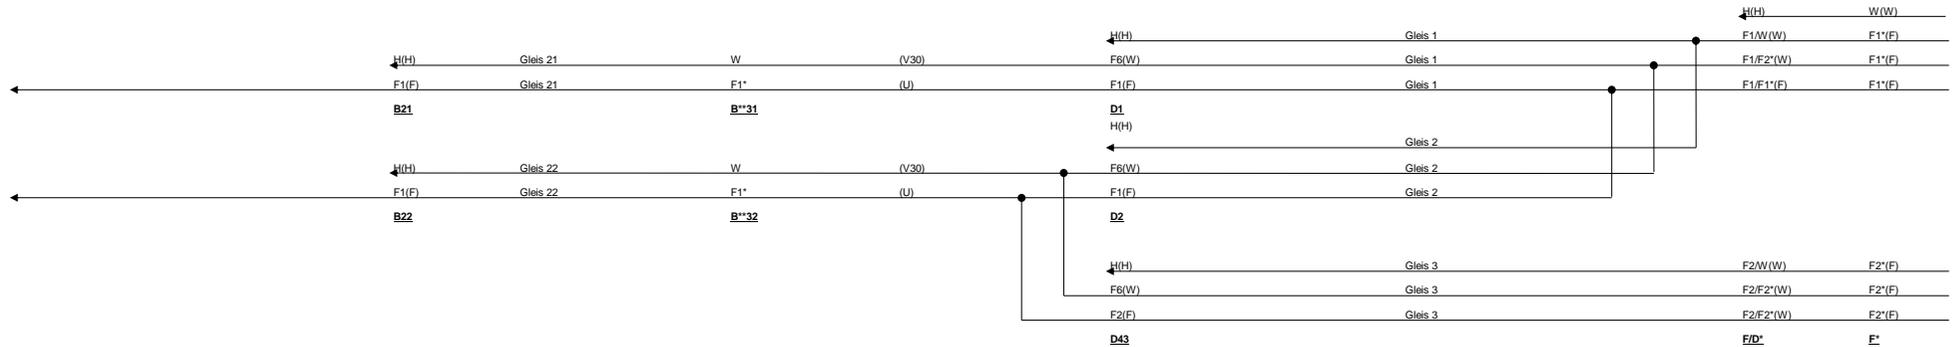 H(H) W(W)
H(H) Gleis 1 F1/W(W) F1*(F)
H(H) Gleis 21 W (V30) F6(W) Gleis 1 F1/F2*(W) F1*(F)
F1(F) Gleis 21 F1* (U) F1(F) Gleis 1 F1/F1*(F) F1*(F)
B21 B**31 D1
H(H)
Gleis 2
H(H) Gleis 22 W (V30) F6(W) Gleis 2
F1(F) Gleis 22 F1* (U) F1(F) Gleis 2
B22 B**32 D2
H(H) Gleis 3 F2/W(W) F2*(F)
F6(W) Gleis 3 F2/F2*(W) F2*(F)
F2(F) Gleis 3 F2/F2*(W) F2*(F)
D43 F/D* F*